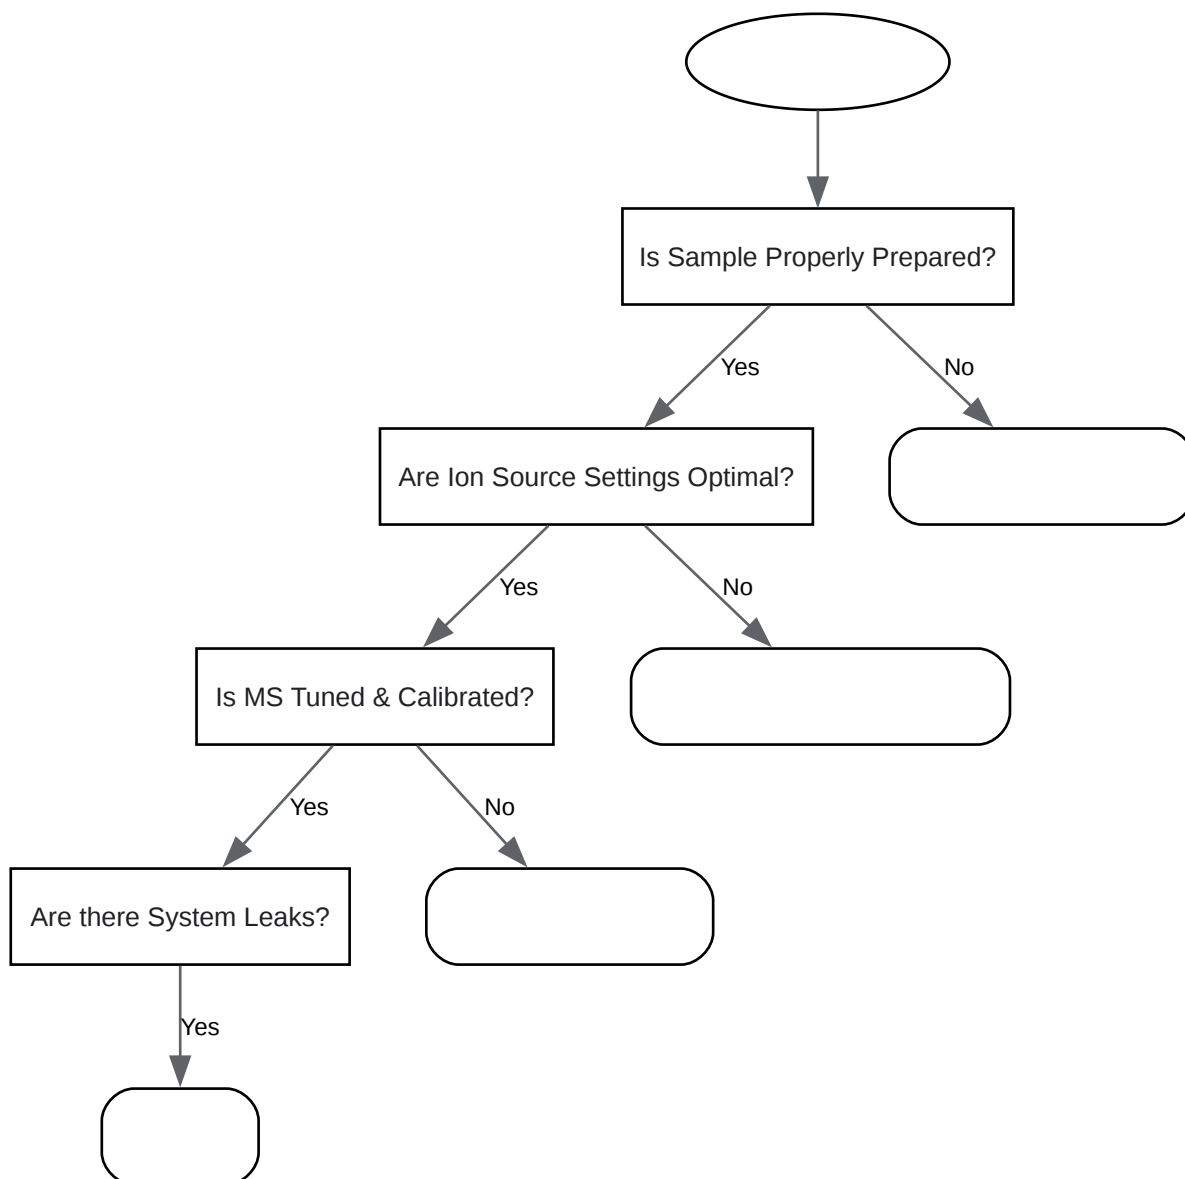 Is Sample Properly Prepared?
Yes
No
Are Ion Source Settings Optimal?
Yes
No
Is MS Tuned & Calibrated?
Yes
No
Are there System Leaks?
Yes